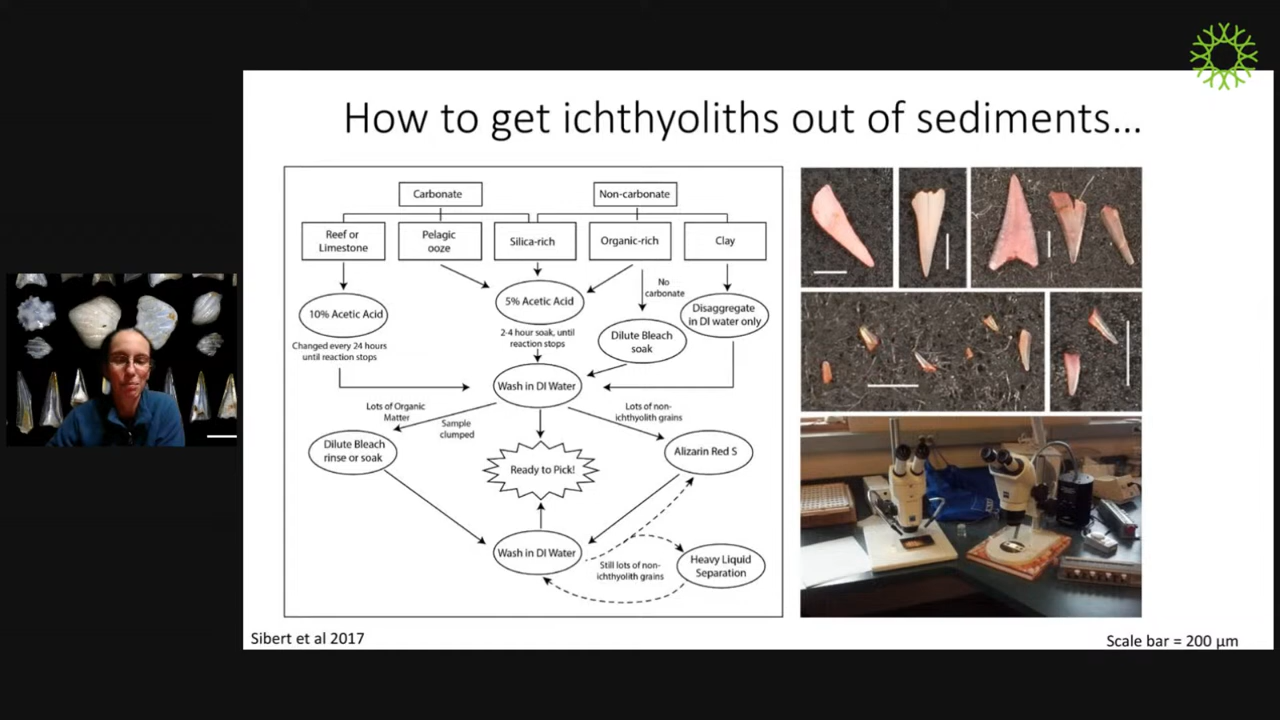 How to get ichthyoliths out of sediments...
Carbonate
Non-carbonate
Reef or
Limestone
Pelagic
ooze
Silica-rich
Organic-rich
Clay
No
carbonate
10% Acetic Acid
5% Acetic Acid
Disaggregate
in DI water only
Changed every 24 hours
until reaction stops
2-4 hour soak, until
reaction stops
Dilute Bleach
soak
Wash in DI Water
Lots of Organic
Matter
Sample
clumped
Lots of non-
ichthyolith grains
Dilute Bleach
rinse or soak
Ready to Pick!
Alizarin Red S
Wash in DI Water
Still lots of non-
ichthyolith grains
Heavy Liquid
Separation
Sibert et al 2017
Scale bar = 200 µm